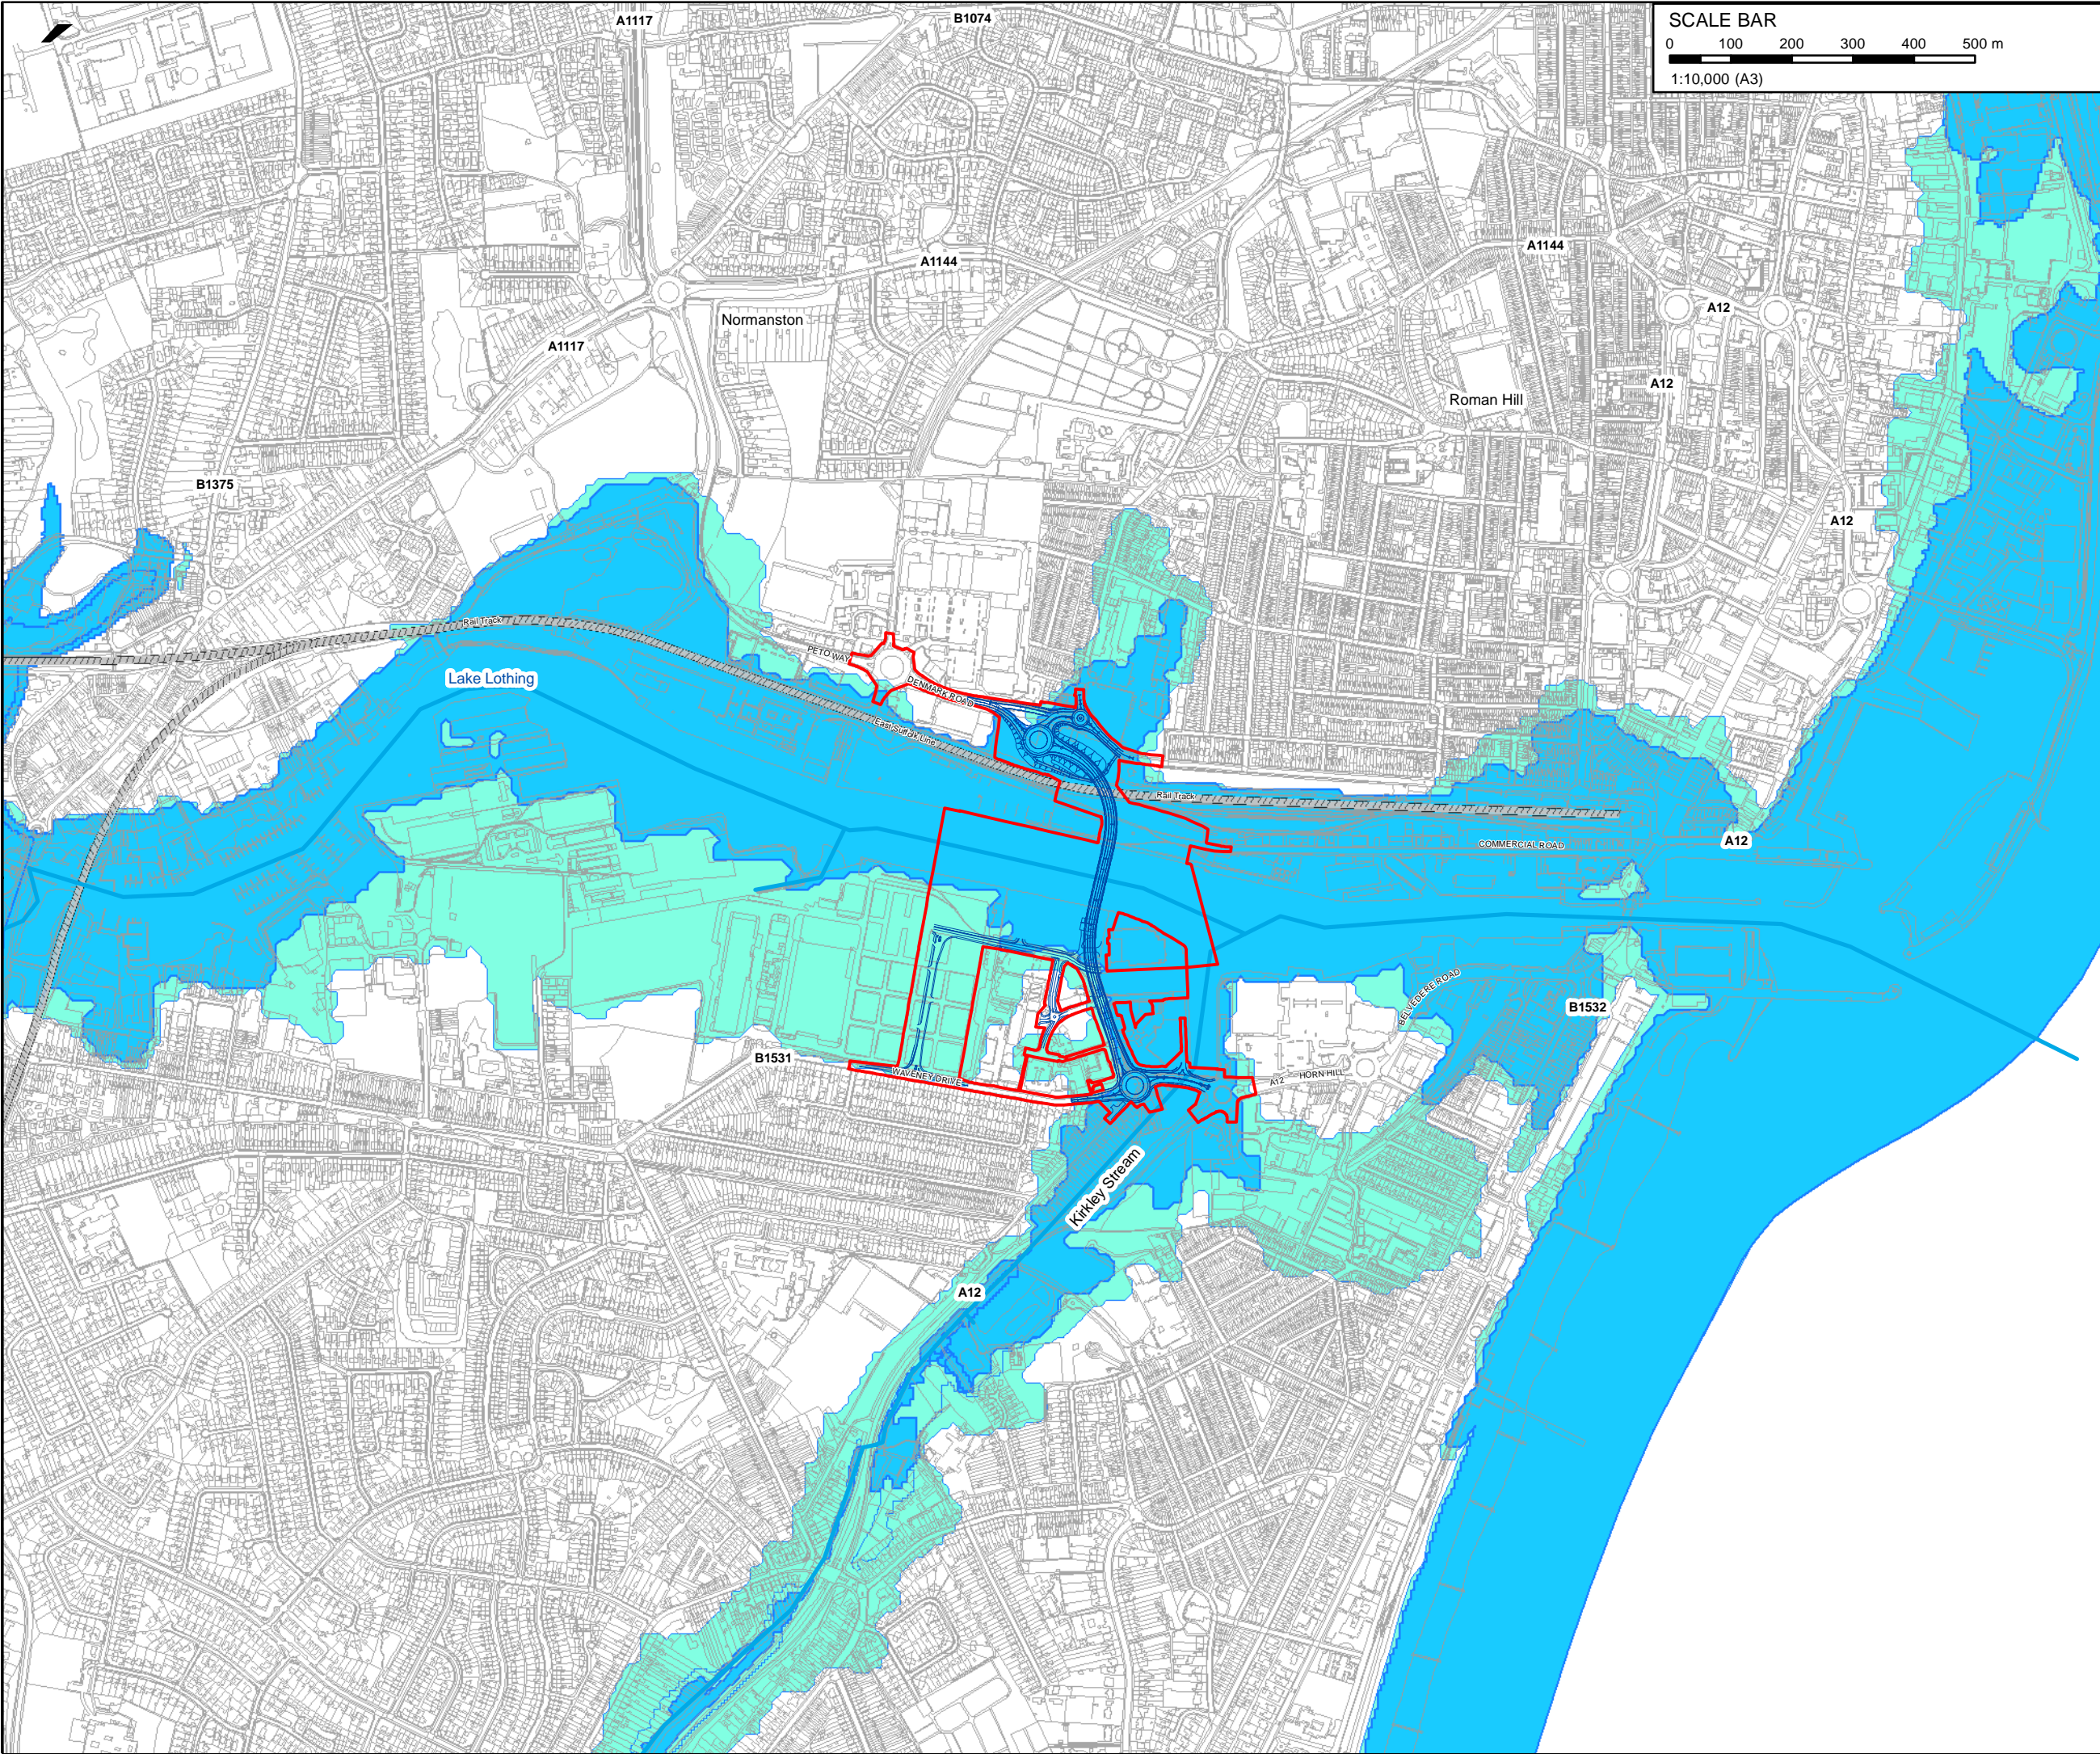 A1117
B1074
SCALE BAR
0 100 200 300 400 500 m
1:10,000 (A3)
A1144
A1144
A12
Normanston
A1117
A12
Roman Hill
B1375
A12
Rail Track
PETO WAY
Lake Lothing
DENMARK ROAD
East Suffolk Line
Rail Track
COMMERCIAL ROAD
A12
BELVEDERE ROAD
B1532
B1531
WAVENEY DRIVE
A12 HORN HILL
Kirkley Stream
A12